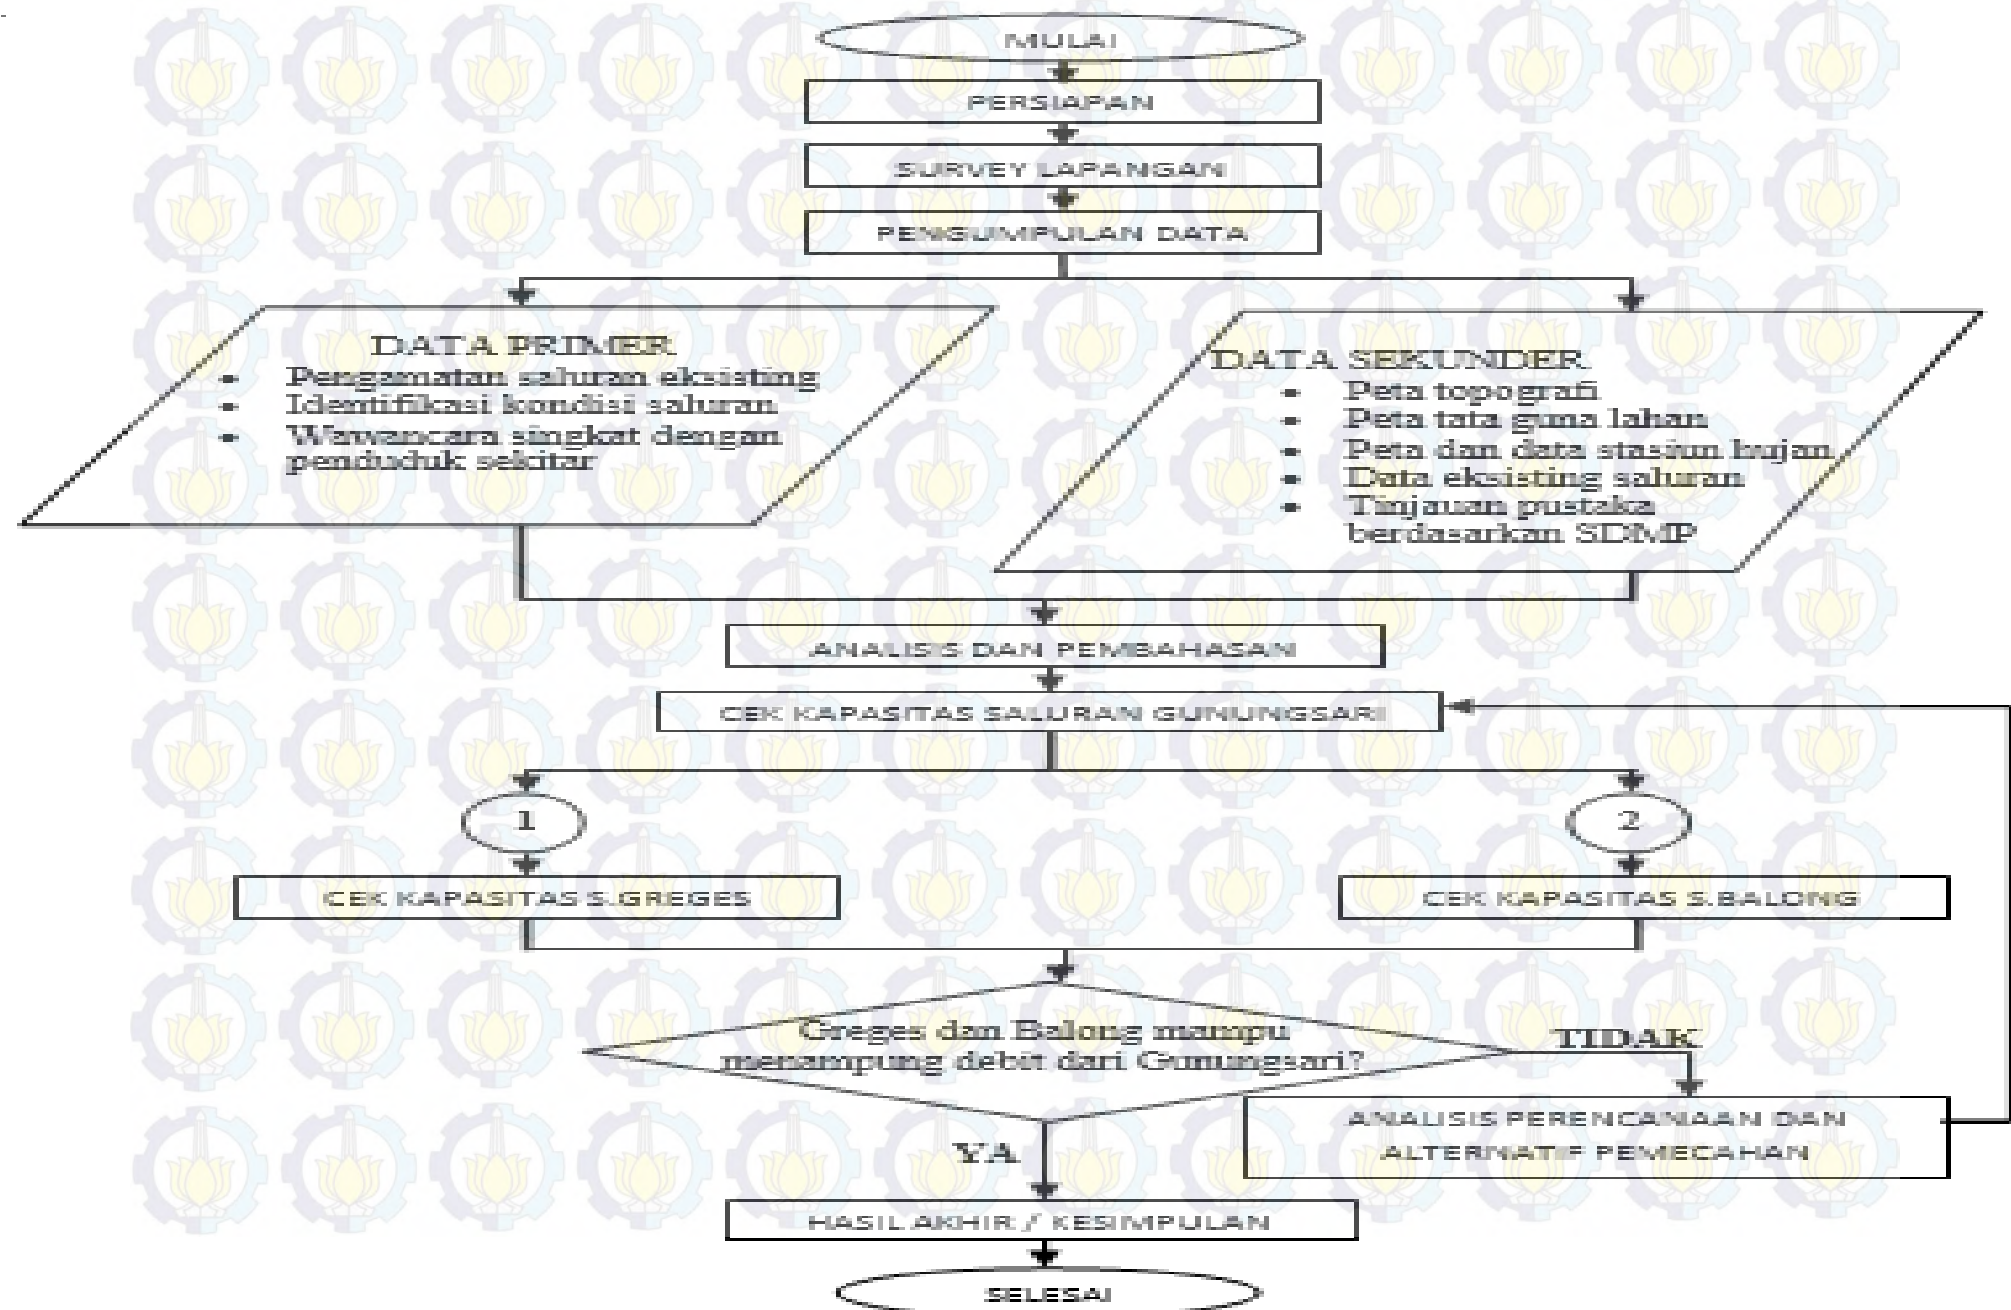 MULAI
PERSIAPAN
SURVEY LAPANGAN
PENGUMPULAN DATA
DATA PRIMER
• Pengamatan saluran eksisting
• Identifikasi kondisi saluran
• Wawancara singkat dengan
penduduk sekitar
DATA SEKUNDER
• Peta topografi
• Peta tata guna lahan
• Peta dan data stasiun hujan
• Data eksisting saluran
• Tinjauan pustaka
berdasarkan SDMP
ANALISIS DAN PEMBAHASAN
CEK KAPASITAS SALURAN GUNUNGSARI
1
2
CEK KAPASITAS S.GREGES
CEK KAPASITAS S.BALONG
Greges dan Balong mampu
menampung debit dari Gunungsari?
TIDAK
ANALISIS PERENCANAAN DAN
ALTERNATIF PEMECAHAN
YA
HASIL AKHIR / KESIMPULAN
SELESAI